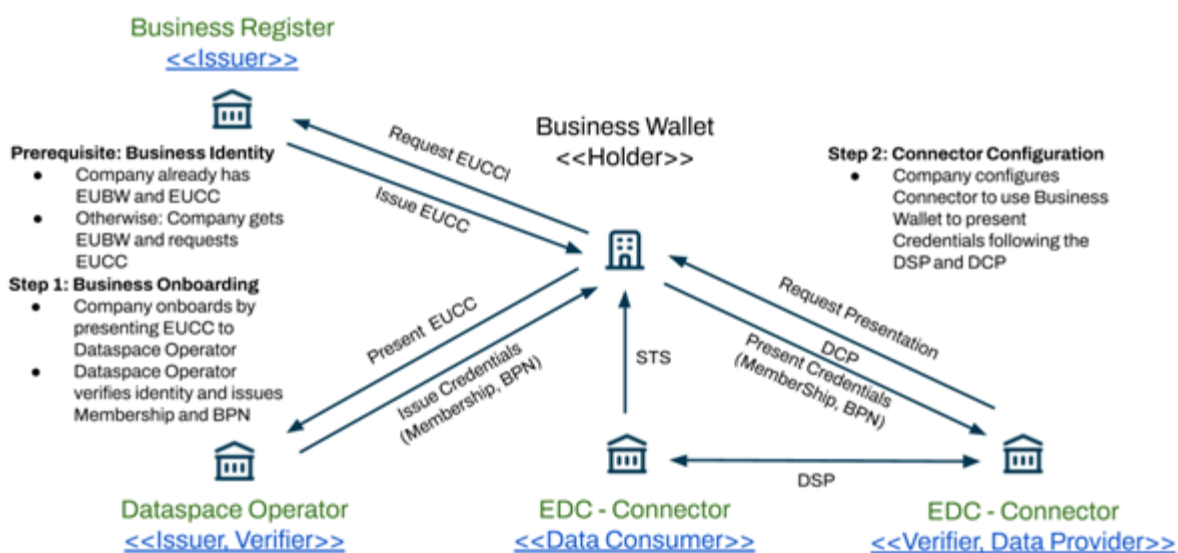 Business Register
<<Issuer>>
Prerequisite: Business Identity
● Company already has
EUBW and EUCC
● Otherwise: Company gets
EUBW and requests
EUCC
Step 1: Business Onboarding
● Company onboards by
presenting EUCC to
Dataspace Operator
● Dataspace Operator
verifies identity and issues
Membership and BPN
Request EUCCI
Issue EUCC
Business Wallet
<<Holder>>
Step 2: Connector Configuration
● Company configures
Connector to use Business
Wallet to present
Credentials following the
DSP and DCP
Present EUCC
Issue Credentials
(Membership, BPN)
STS
Request Presentation
DCP
Present Credentials
(MemberShip, BPN)
DSP
Dataspace Operator
<<Issuer, Verifier>>
EDC - Connector
<<Data Consumer>>
EDC - Connector
<<Verifier, Data Provider>>